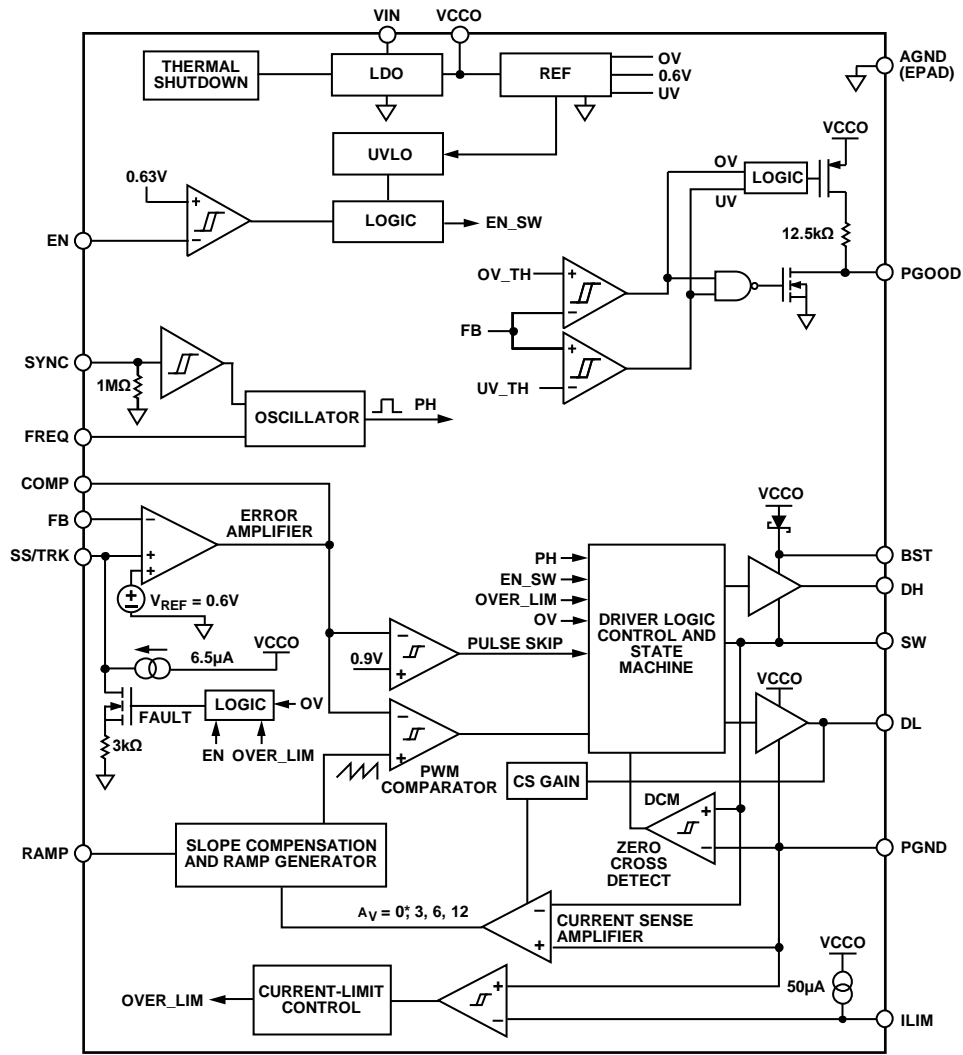 VIN
VCCO
THERMAL
SHUTDOWN
LDO
REF
OV
0.6V
UV
AGND
(EPAD)
UVLO
VCCO
0.63V
+
−
LOGIC
EN_SW
EN
OV
UV
LOGIC
12.5kΩ
PGOOD
OV_TH
+
−
FB
+
−
UV_TH
SYNC
1MΩ
OSCILLATOR
PH
FREQ
COMP
FB
−
ERROR
AMPLIFIER
SS/TRK
+
+
VREF = 0.6V
6.5µA
VCCO
FAULT
LOGIC
OV
3kΩ
EN
OVER_LIM
−
0.9V
+
PULSE SKIP
−
+
PWM
COMPARATOR
PH
EN_SW
OVER_LIM
OV
DRIVER LOGIC
CONTROL AND
STATE
MACHINE
VCCO
BST
DH
SW
VCCO
DL
CS GAIN
DCM
+
−
ZERO
CROSS
DETECT
PGND
RAMP
SLOPE COMPENSATION
AND RAMP GENERATOR
AV = 0*, 3, 6, 12
−
+
CURRENT SENSE
AMPLIFIER
VCCO
50µA
OVER_LIM
CURRENT-LIMIT
CONTROL
+
−
ILIM